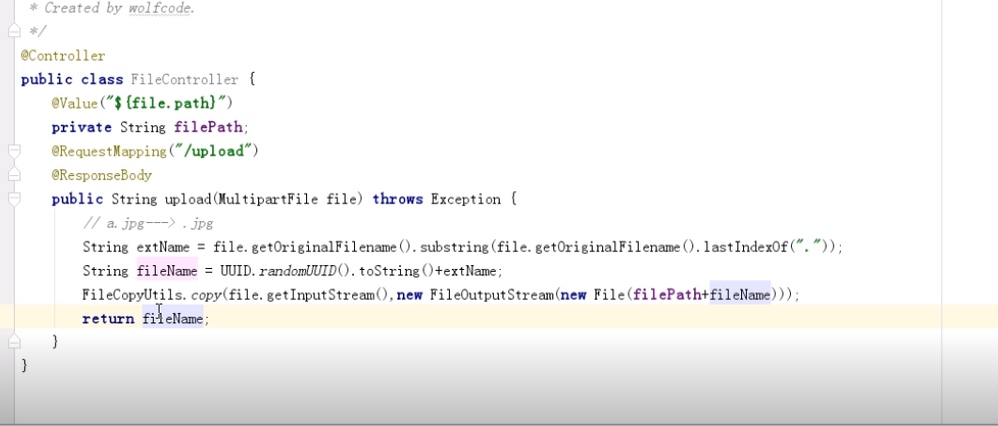 * Created by wolfcode.
*/
@Controller
public class FileController {
@Value("${file.path}")
private String filePath;
@RequestMapping("/upload")
@ResponseBody
public String upload(MultipartFile file) throws Exception {
// a.jpg---> .jpg
String extName = file.getOriginalFilename().substring(file.getOriginalFilename().lastIndexOf("."));
String fileName = UUID.randomUUID().toString()+extName;
FileCopyUtils.copy(file.getInputStream(),new FileOutputStream(new File(filePath+fileName)));
return fileName;
}
}